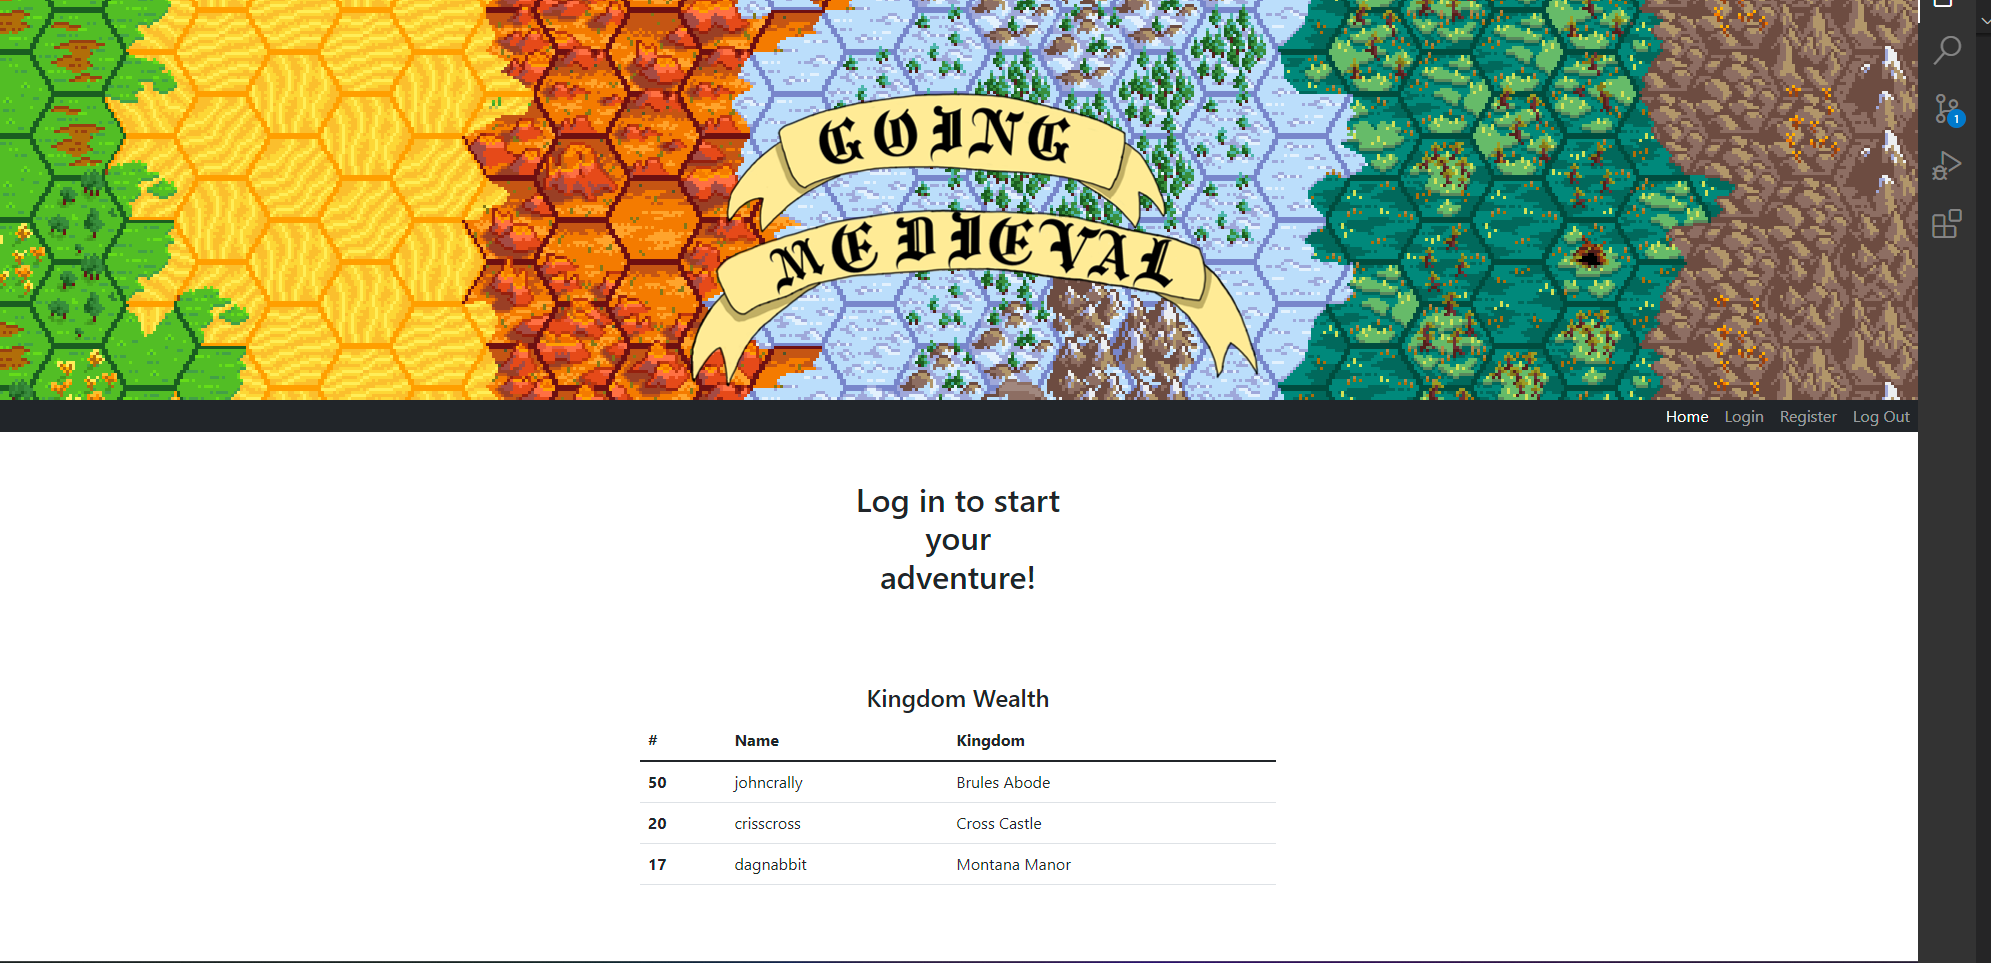 GOING
MEDIEVAL
Home Login Register Log Out
1
Log in to start
your
adventure!
Kingdom Wealth
# Name Kingdom
50 johncrally Brules Abode
20 crisscross Cross Castle
17 dagnabbit Montana Manor